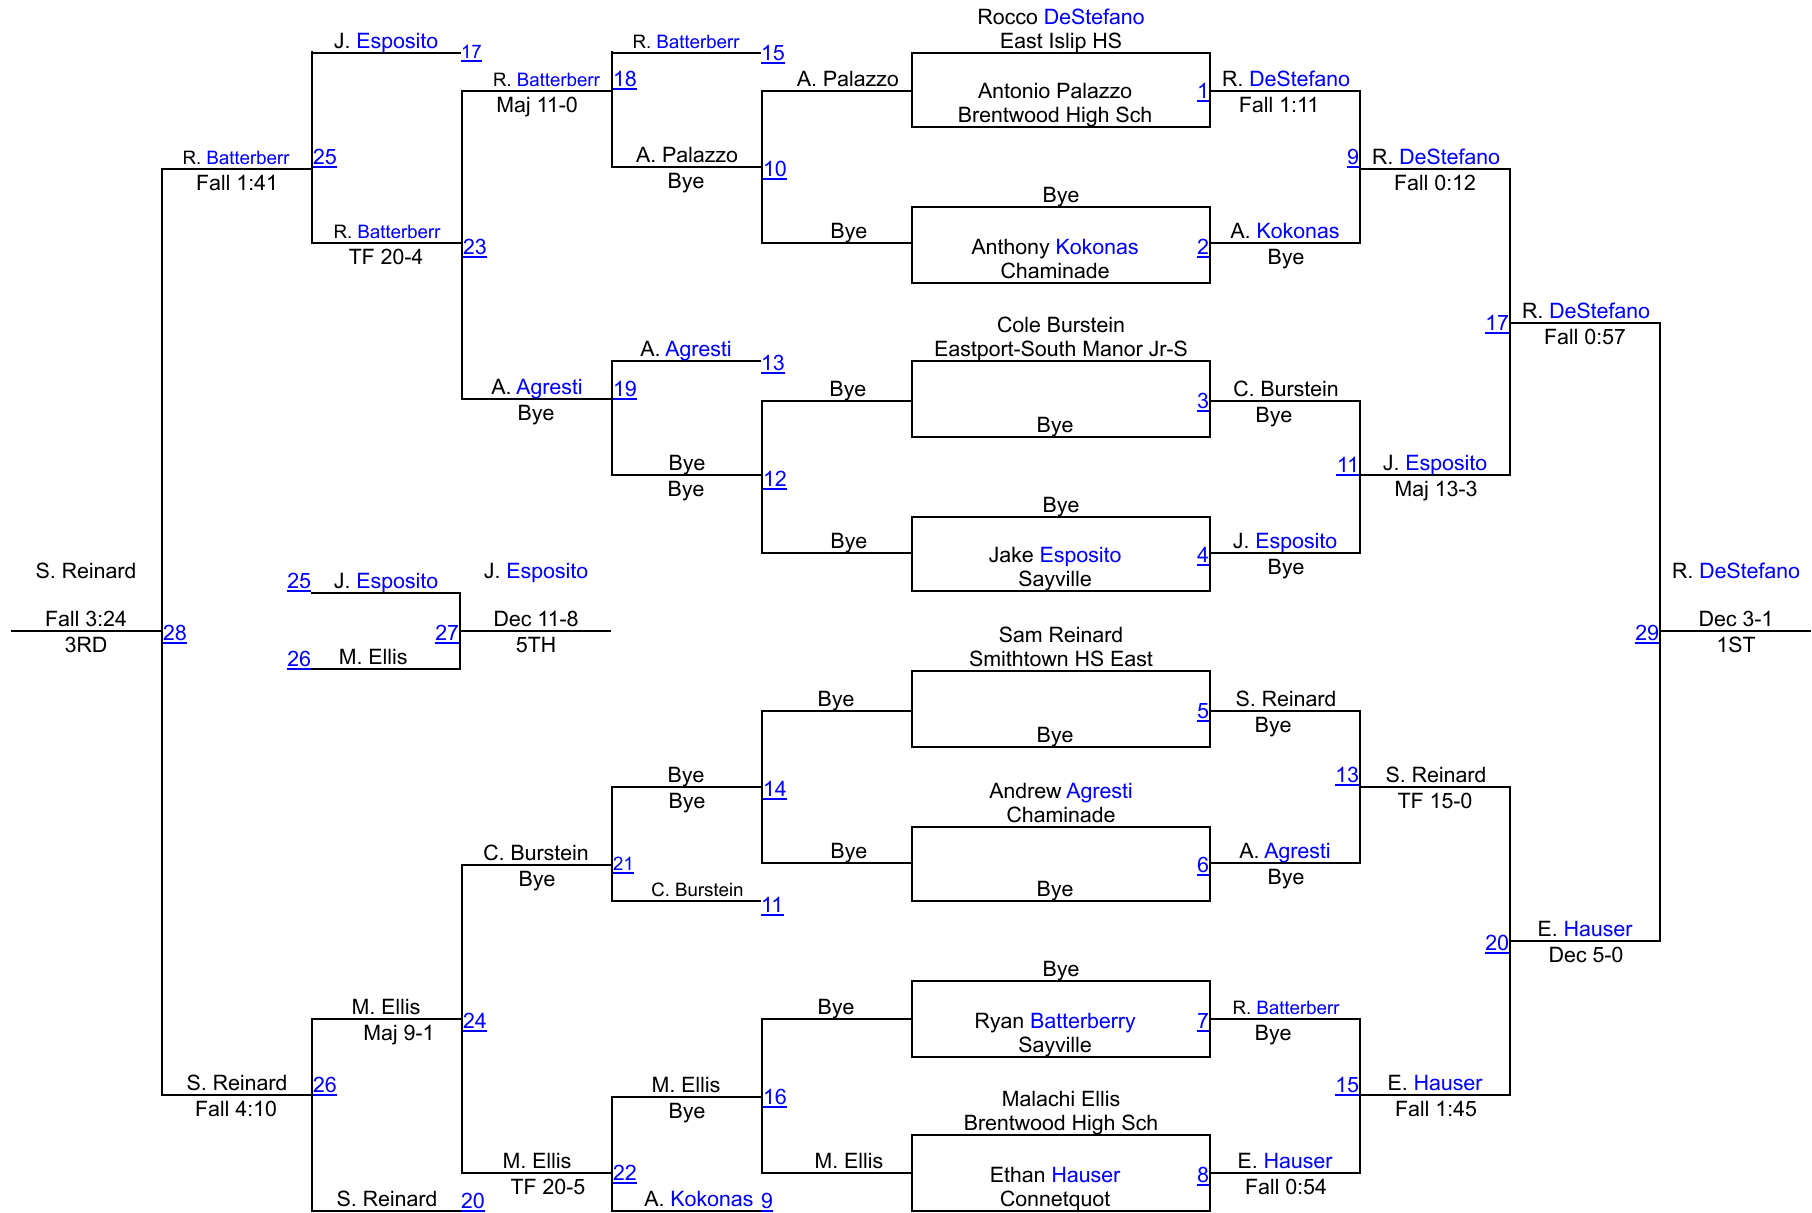 Rocco DeStefano
East Islip HS
J. Esposito
17
R. Batterberr
15
R. Batterberr
18
Maj 11-0
A. Palazzo
Antonio Palazzo
Brentwood High Sch
1
R. DeStefano
Fall 1:11
R. Batterberr
25
Fall 1:41
A. Palazzo
Bye
10
9
R. DeStefano
Fall 0:12
Bye
R. Batterberr
TF 20-4
23
Bye
Anthony Kokonas
Chaminade
2
A. Kokonas
Bye
Cole Burstein
Eastport-South Manor Jr-S
17
R. DeStefano
Fall 0:57
A. Agresti
13
A. Agresti
Bye
19
Bye
3
C. Burstein
Bye
Bye
Bye
Bye
12
11
J. Esposito
Maj 13-3
Bye
Bye
Jake Esposito
Sayville
4
J. Esposito
Bye
S. Reinard
Fall 3:24
3RD
28
25
J. Esposito
26
M. Ellis
27
J. Esposito
Dec 11-8
5TH
R. DeStefano
Dec 3-1
1ST
29
Sam Reinard
Smithtown HS East
Bye
5
S. Reinard
Bye
Bye
Bye
Bye
14
13
S. Reinard
TF 15-0
Andrew Agresti
Chaminade
C. Burstein
Bye
21
Bye
6
A. Agresti
Bye
Bye
C. Burstein
11
20
E. Hauser
Dec 5-0
Bye
M. Ellis
Maj 9-1
24
Bye
Ryan Batterberry
Sayville
7
R. Batterberr
Bye
S. Reinard
Fall 4:10
26
M. Ellis
Bye
16
Malachi Ellis
Brentwood High Sch
15
E. Hauser
Fall 1:45
M. Ellis
TF 20-5
22
M. Ellis
Ethan Hauser
Connetquot
8
E. Hauser
Fall 0:54
S. Reinard
20
A. Kokonas
9